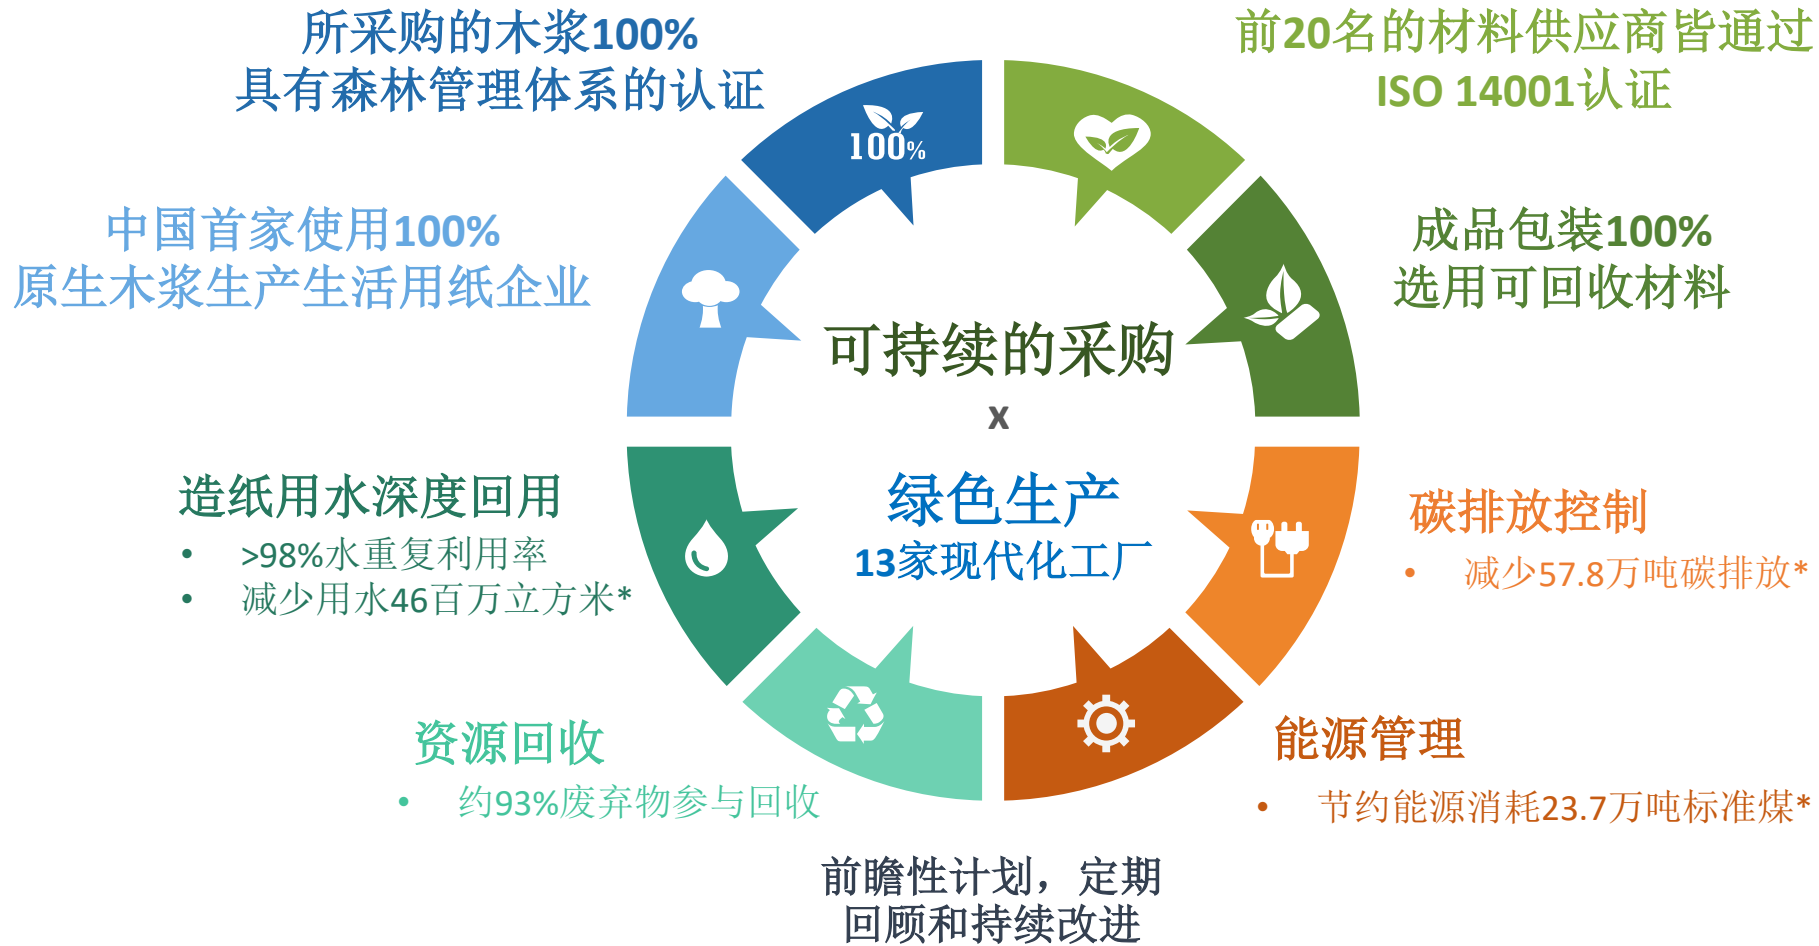 所采购的木浆100%
具有森林管理体系的认证
前20名的材料供应商皆通过
ISO 14001认证
100%
中国首家使用100%
原生木浆生产生活用纸企业
成品包装100%
选用可回收材料
可持续的采购
x
绿色生产
13家现代化工厂
造纸用水深度回用
• >98%水重复利用率
• 减少用水46百万立方米*
碳排放控制
• 减少57.8万吨碳排放*
资源回收
• 约93%废弃物参与回收
能源管理
• 节约能源消耗23.7万吨标准煤*
前瞻性计划，定期
回顾和持续改进